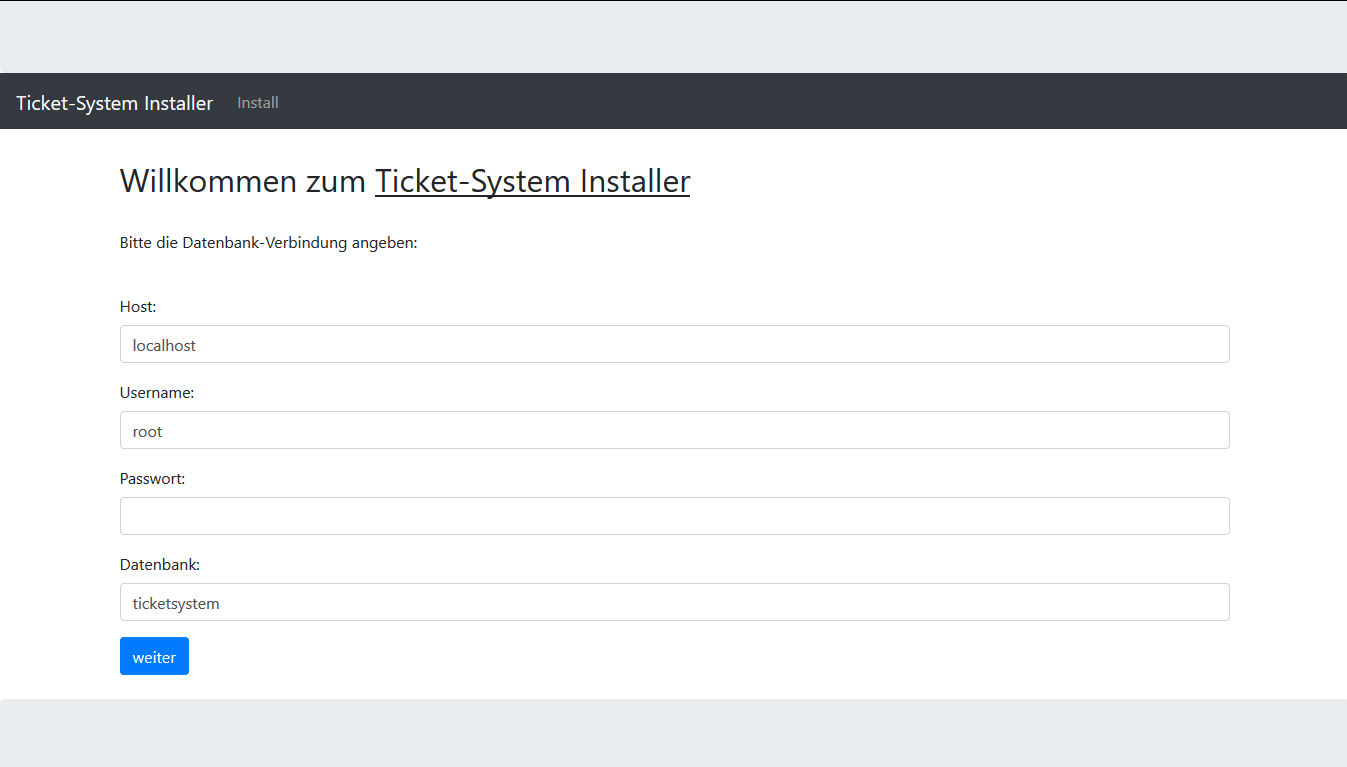 Ticket-System Installer Install
Willkommen zum Ticket-System Installer
Bitte die Datenbank-Verbindung angeben:
Host:
localhost
Username:
root
Passwort:
Datenbank:
ticketsystem
weiter